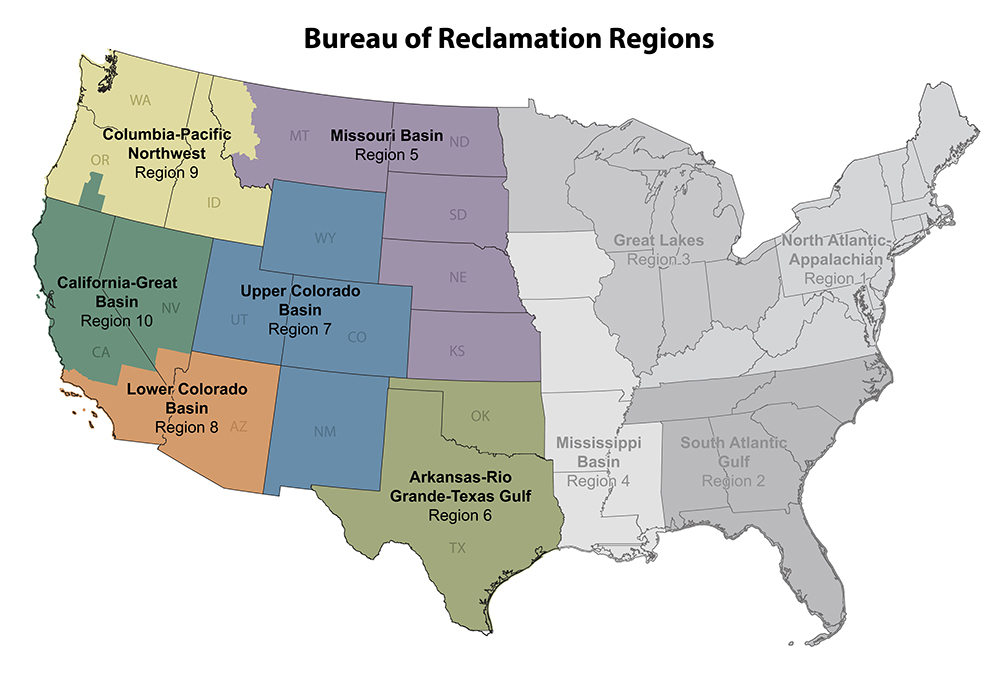 Bureau of Reclamation Regions
WA
Columbia-Pacific
Northwest
Region 9
OR
ID
MT
Missouri Basin
Region 5
ND
SD
NE
KS
WY
Upper Colorado
Basin
Region 7
UT
CO
NM
California-Great
Basin
Region 10
NV
CA
Lower Colorado
Basin
Region 8
AZ
OK
Arkansas-Rio
Grande-Texas Gulf
Region 6
TX
Great Lakes
Region 3
North Atlantic-
Appalachian
Region 1
Mississippi
Basin
Region 4
South Atlantic
Gulf
Region 2